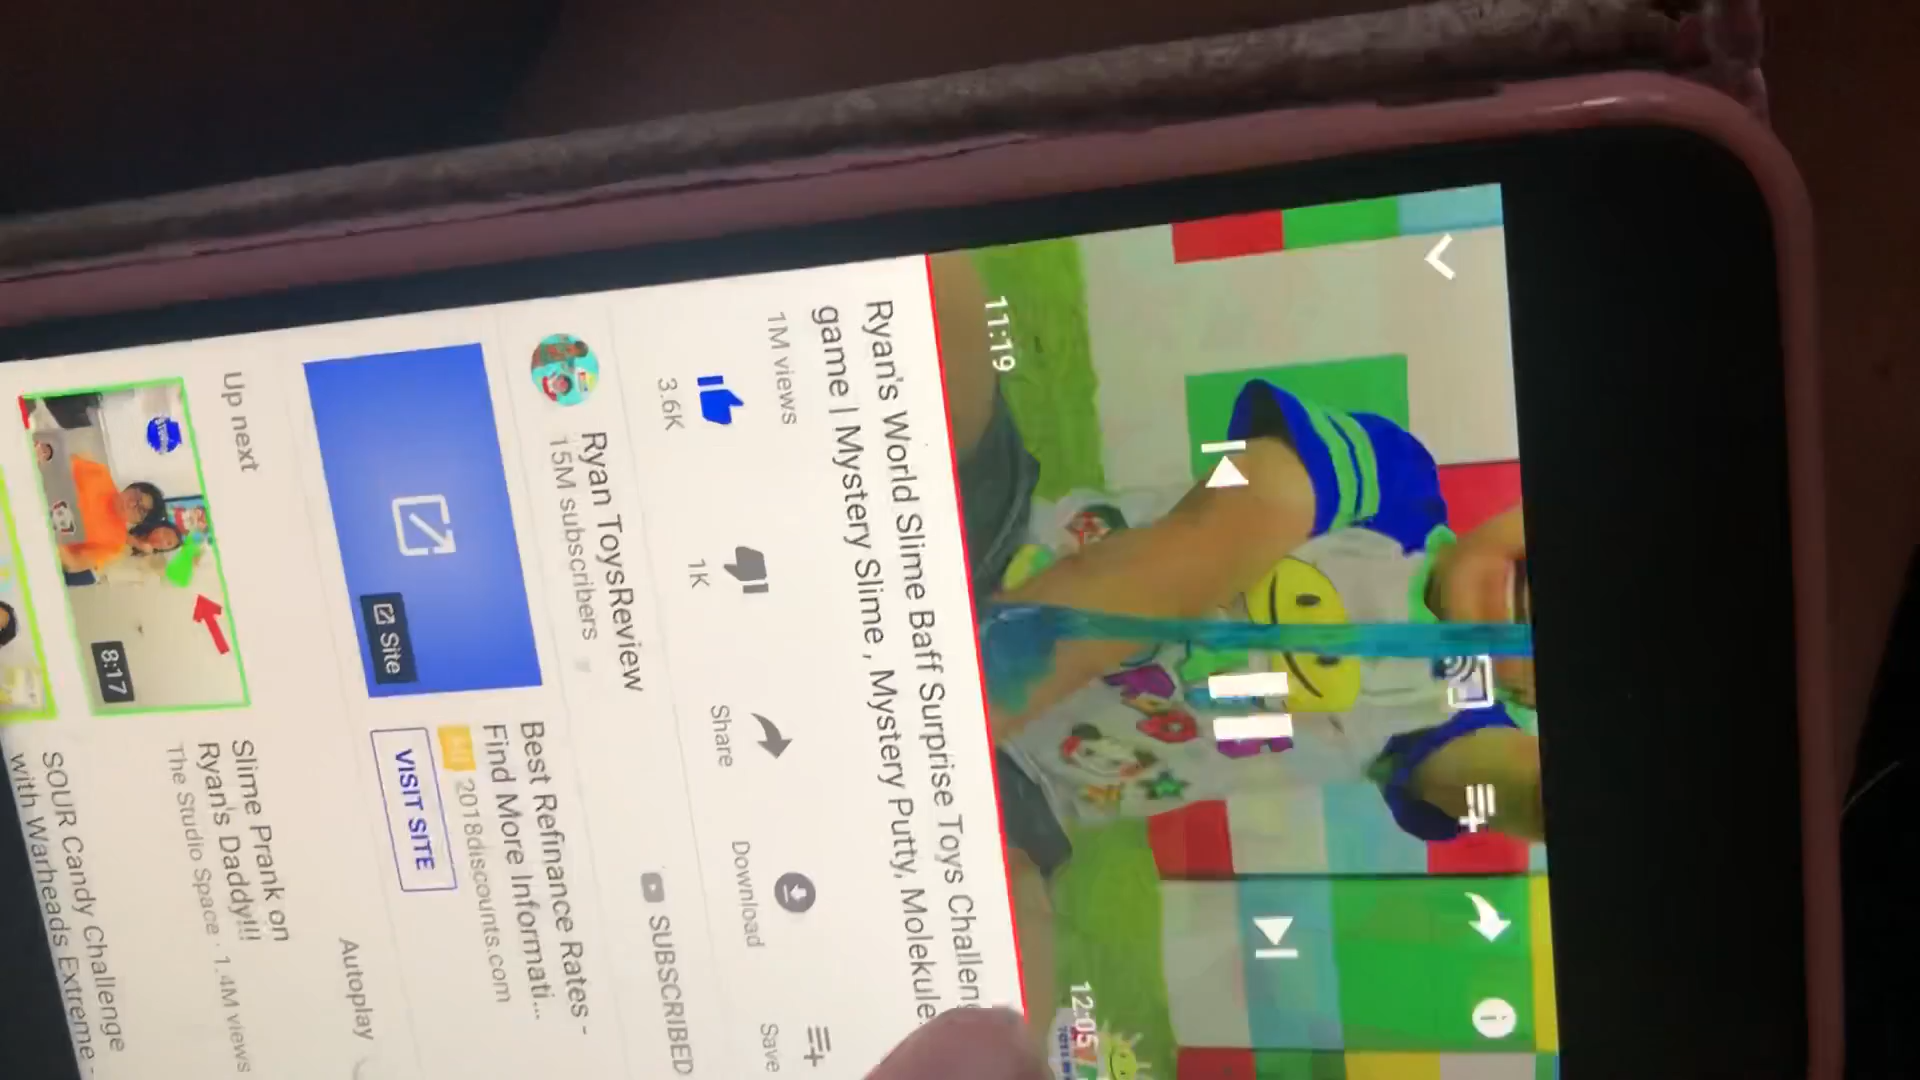 11:19
12:05
Ryan's World Slime Baff Surprise Toys Challeng
game | Mystery Slime , Mystery Putty, Molekule
1M views
3.6K
1K
Share
Download
Save
Ryan ToysReview
15M subscribers
SUBSCRIBED
Site
Best Refinance Rates -
Find More Informati...
Ad 2018discounts.com
VISIT SITE
Up next
Autoplay
8:17
Slime Prank on
Ryan's Daddy!!!
The Studio Space · 1.4M views
SOUR Candy Challenge
with Warheads Extreme -